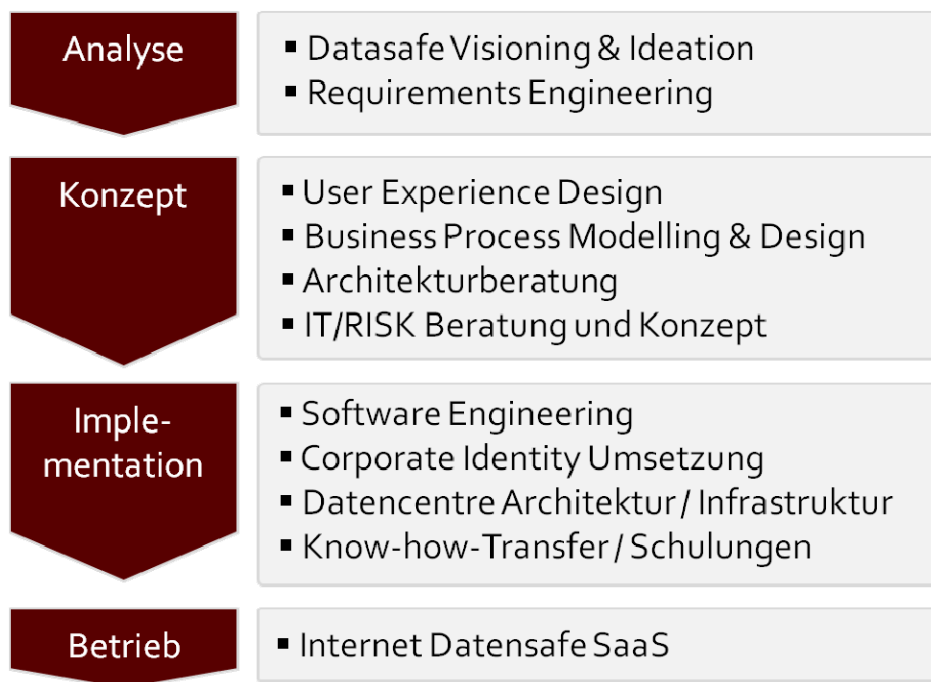 Analyse
▪ Datasafe Visioning & Ideation
▪ Requirements Engineering
Konzept
▪ User Experience Design
▪ Business Process Modelling & Design
▪ Architekturberatung
▪ IT/RISK Beratung und Konzept
Imple-
mentation
▪ Software Engineering
▪ Corporate Identity Umsetzung
▪ Datencentre Architektur / Infrastruktur
▪ Know-how-Transfer / Schulungen
Betrieb
▪ Internet Datensafe SaaS